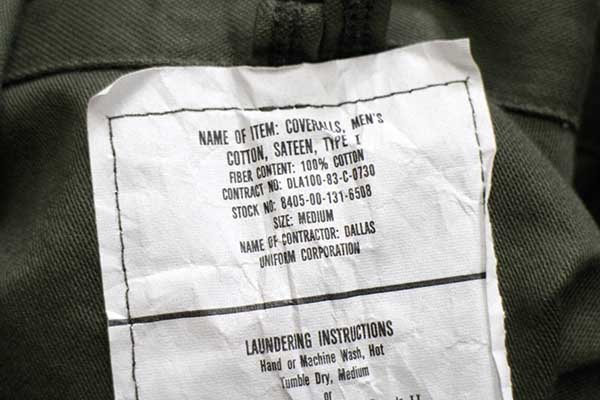 NAME OF ITEM: COVERALLS, MEN'S
COTTON, SATEEN, TYPE I
FIBER CONTENT: 100% COTTON
CONTRACT NO: DLA100-83-C-0730
STOCK NO: 8405-00-131-6508
SIZE: MEDIUM
NAME OF CONTRACTOR: DALLAS
UNIFORM CORPORATION
LAUNDERING INSTRUCTIONS
Hand or Machine Wash, Hot
Tumble Dry, Medium
or